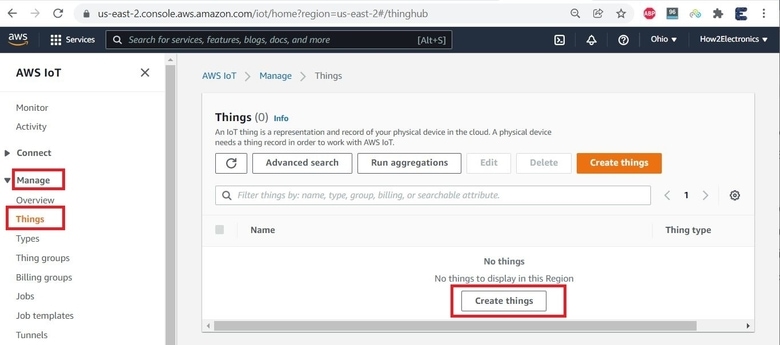 us-east-2.console.aws.amazon.com/iot/home?region=us-east-2#/thinghub
ABP
96
aws
Services
Search for services, features, blogs, docs, and more
[Alt+S]
Ohio
How2Electronics
AWS IoT
Monitor
Activity
Connect
Manage
Overview
Things
Types
Thing groups
Billing groups
Jobs
Job templates
Tunnels
AWS IoT > Manage > Things
Things (0) Info
An IoT thing is a representation and record of your physical device in the cloud. A physical device
needs a thing record in order to work with AWS IoT.
Advanced search
Run aggregations
Edit
Delete
Create things
Filter things by: name, type, group, billing, or searchable attribute.
1
Name
Thing type
No things
No things to display in this Region
Create things